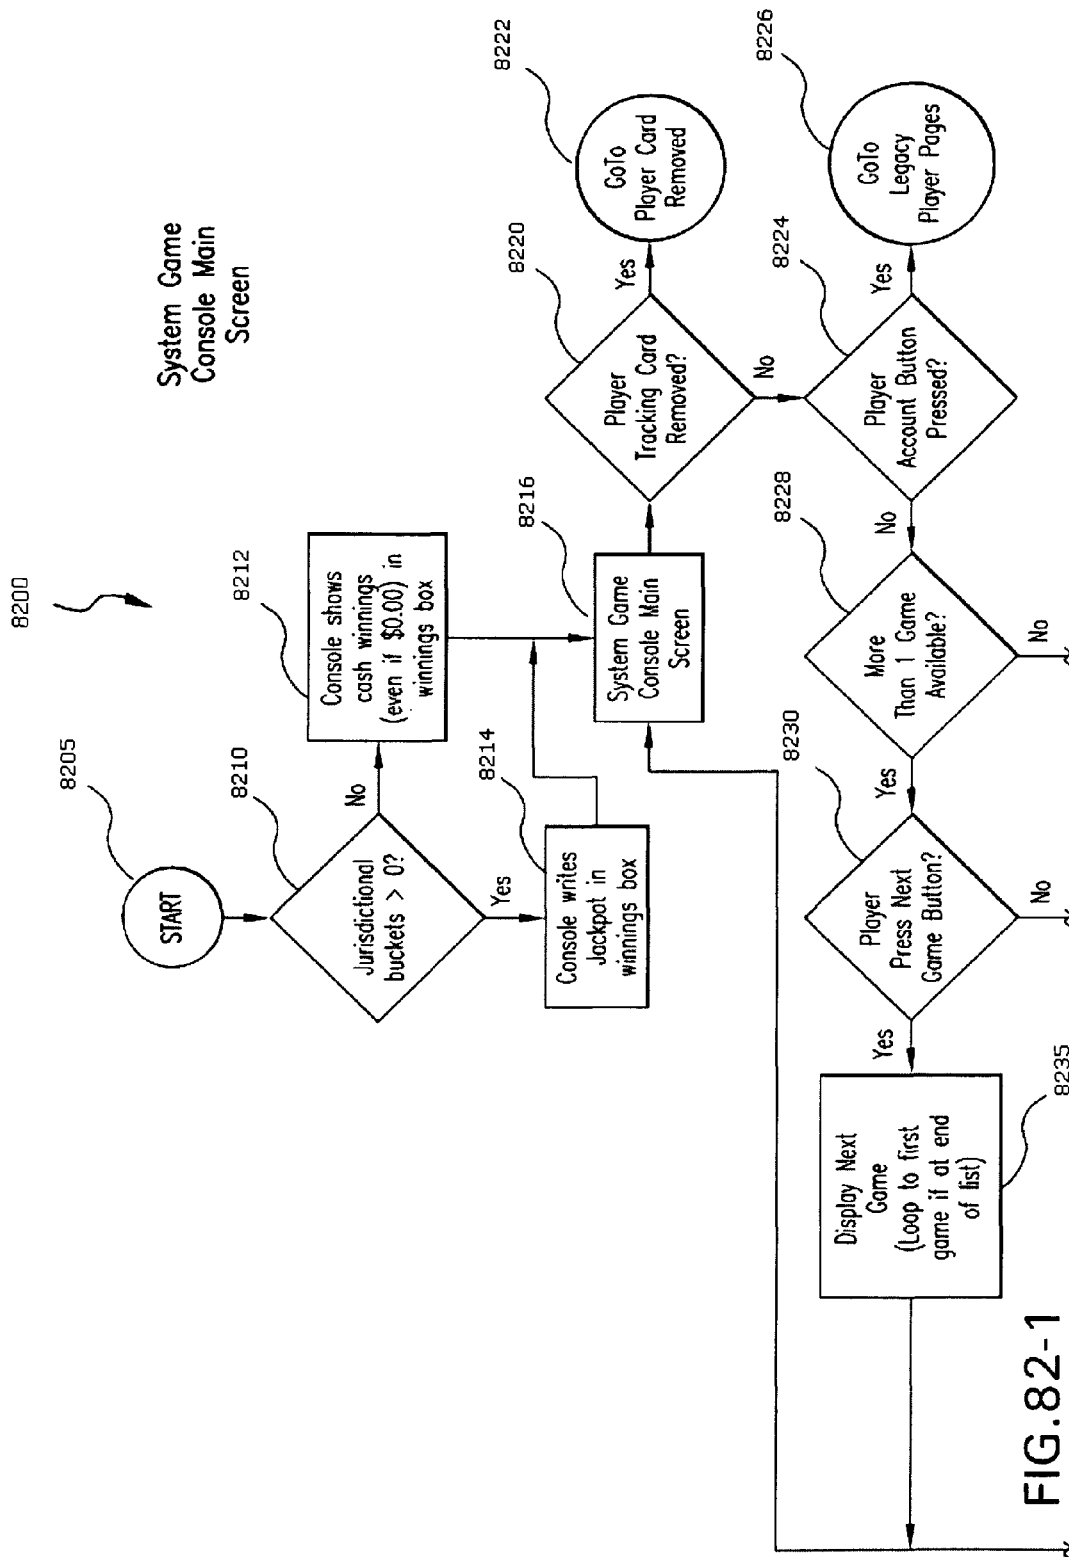 8200
System Game
Console Main
Screen
8205
START
8210
Jurisdictional
buckets > 0?
No
Yes
8212
Console shows
cash winnings
(even if $0.00) in
winnings box
8214
Console writes
Jackpot in
winnings box
8216
System Game
Console Main
Screen
8220
Player
Tracking Card
Removed?
Yes
No
8222
GoTo
Player Card
Removed
8224
Player
Account Button
Pressed?
Yes
No
8226
GoTo
Legacy
Player Pages
8228
More
Than 1 Game
Available?
No
Yes
8230
Player
Press Next
Game Button?
No
Yes
8235
Display Next
Game
(Loop to first
game if at end
of list)
FIG.82-1